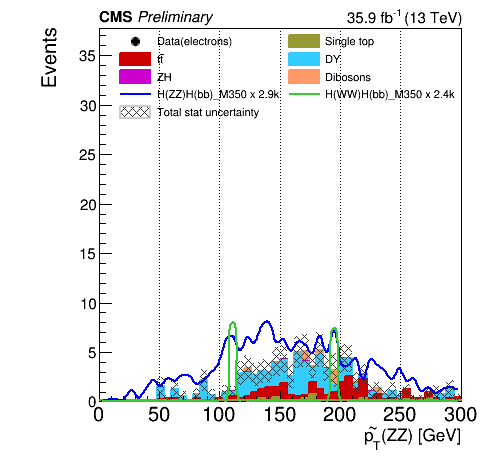 CMS Preliminary 35.9 fb⁻¹ (13 TeV)
Events
Data(electrons) Single top
tt̄ DY
ZH Dibosons
H(ZZ)H(bb)_M350 x 2.9k H(WW)H(bb)_M350 x 2.4k
Total stat uncertainty
35
30
25
20
15
10
5
0
0 50 100 150 200 250 300
p̃_T(ZZ) [GeV]